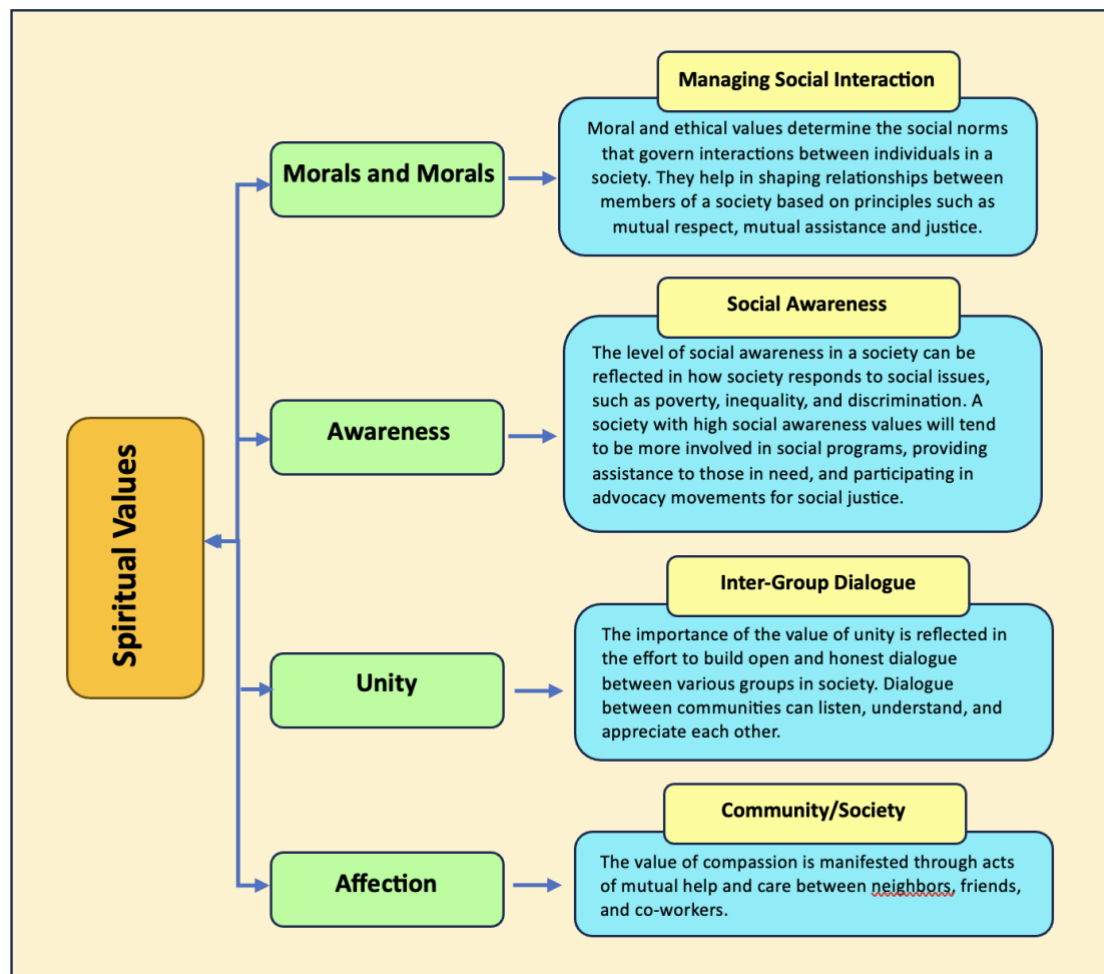 Spiritual Values
Morals and Morals
Managing Social Interaction
Moral and ethical values determine the social norms
that govern interactions between individuals in a
society. They help in shaping relationships between
members of a society based on principles such as
mutual respect, mutual assistance and justice.
Awareness
Social Awareness
The level of social awareness in a society can be
reflected in how society responds to social issues,
such as poverty, inequality, and discrimination. A
society with high social awareness values will tend
to be more involved in social programs, providing
assistance to those in need, and participating in
advocacy movements for social justice.
Unity
Inter-Group Dialogue
The importance of the value of unity is reflected in
the effort to build open and honest dialogue
between various groups in society. Dialogue
between communities can listen, understand, and
appreciate each other.
Affection
Community/Society
The value of compassion is manifested through acts
of mutual help and care between neighbors, friends,
and co-workers.